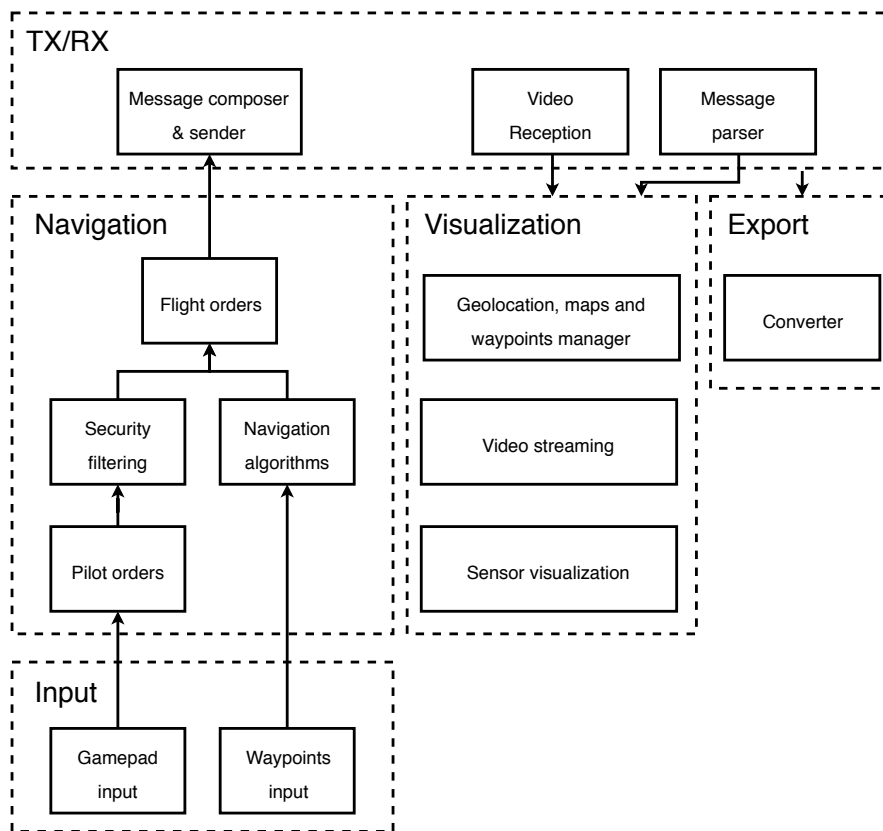 TX/RX
Message composer
& sender
Video
Reception
Message
parser
Navigation
Visualization
Export
Flight orders
Geolocation, maps and
waypoints manager
Converter
Security
filtering
Navigation
algorithms
Video streaming
Pilot orders
Sensor visualization
Input
Gamepad
input
Waypoints
input